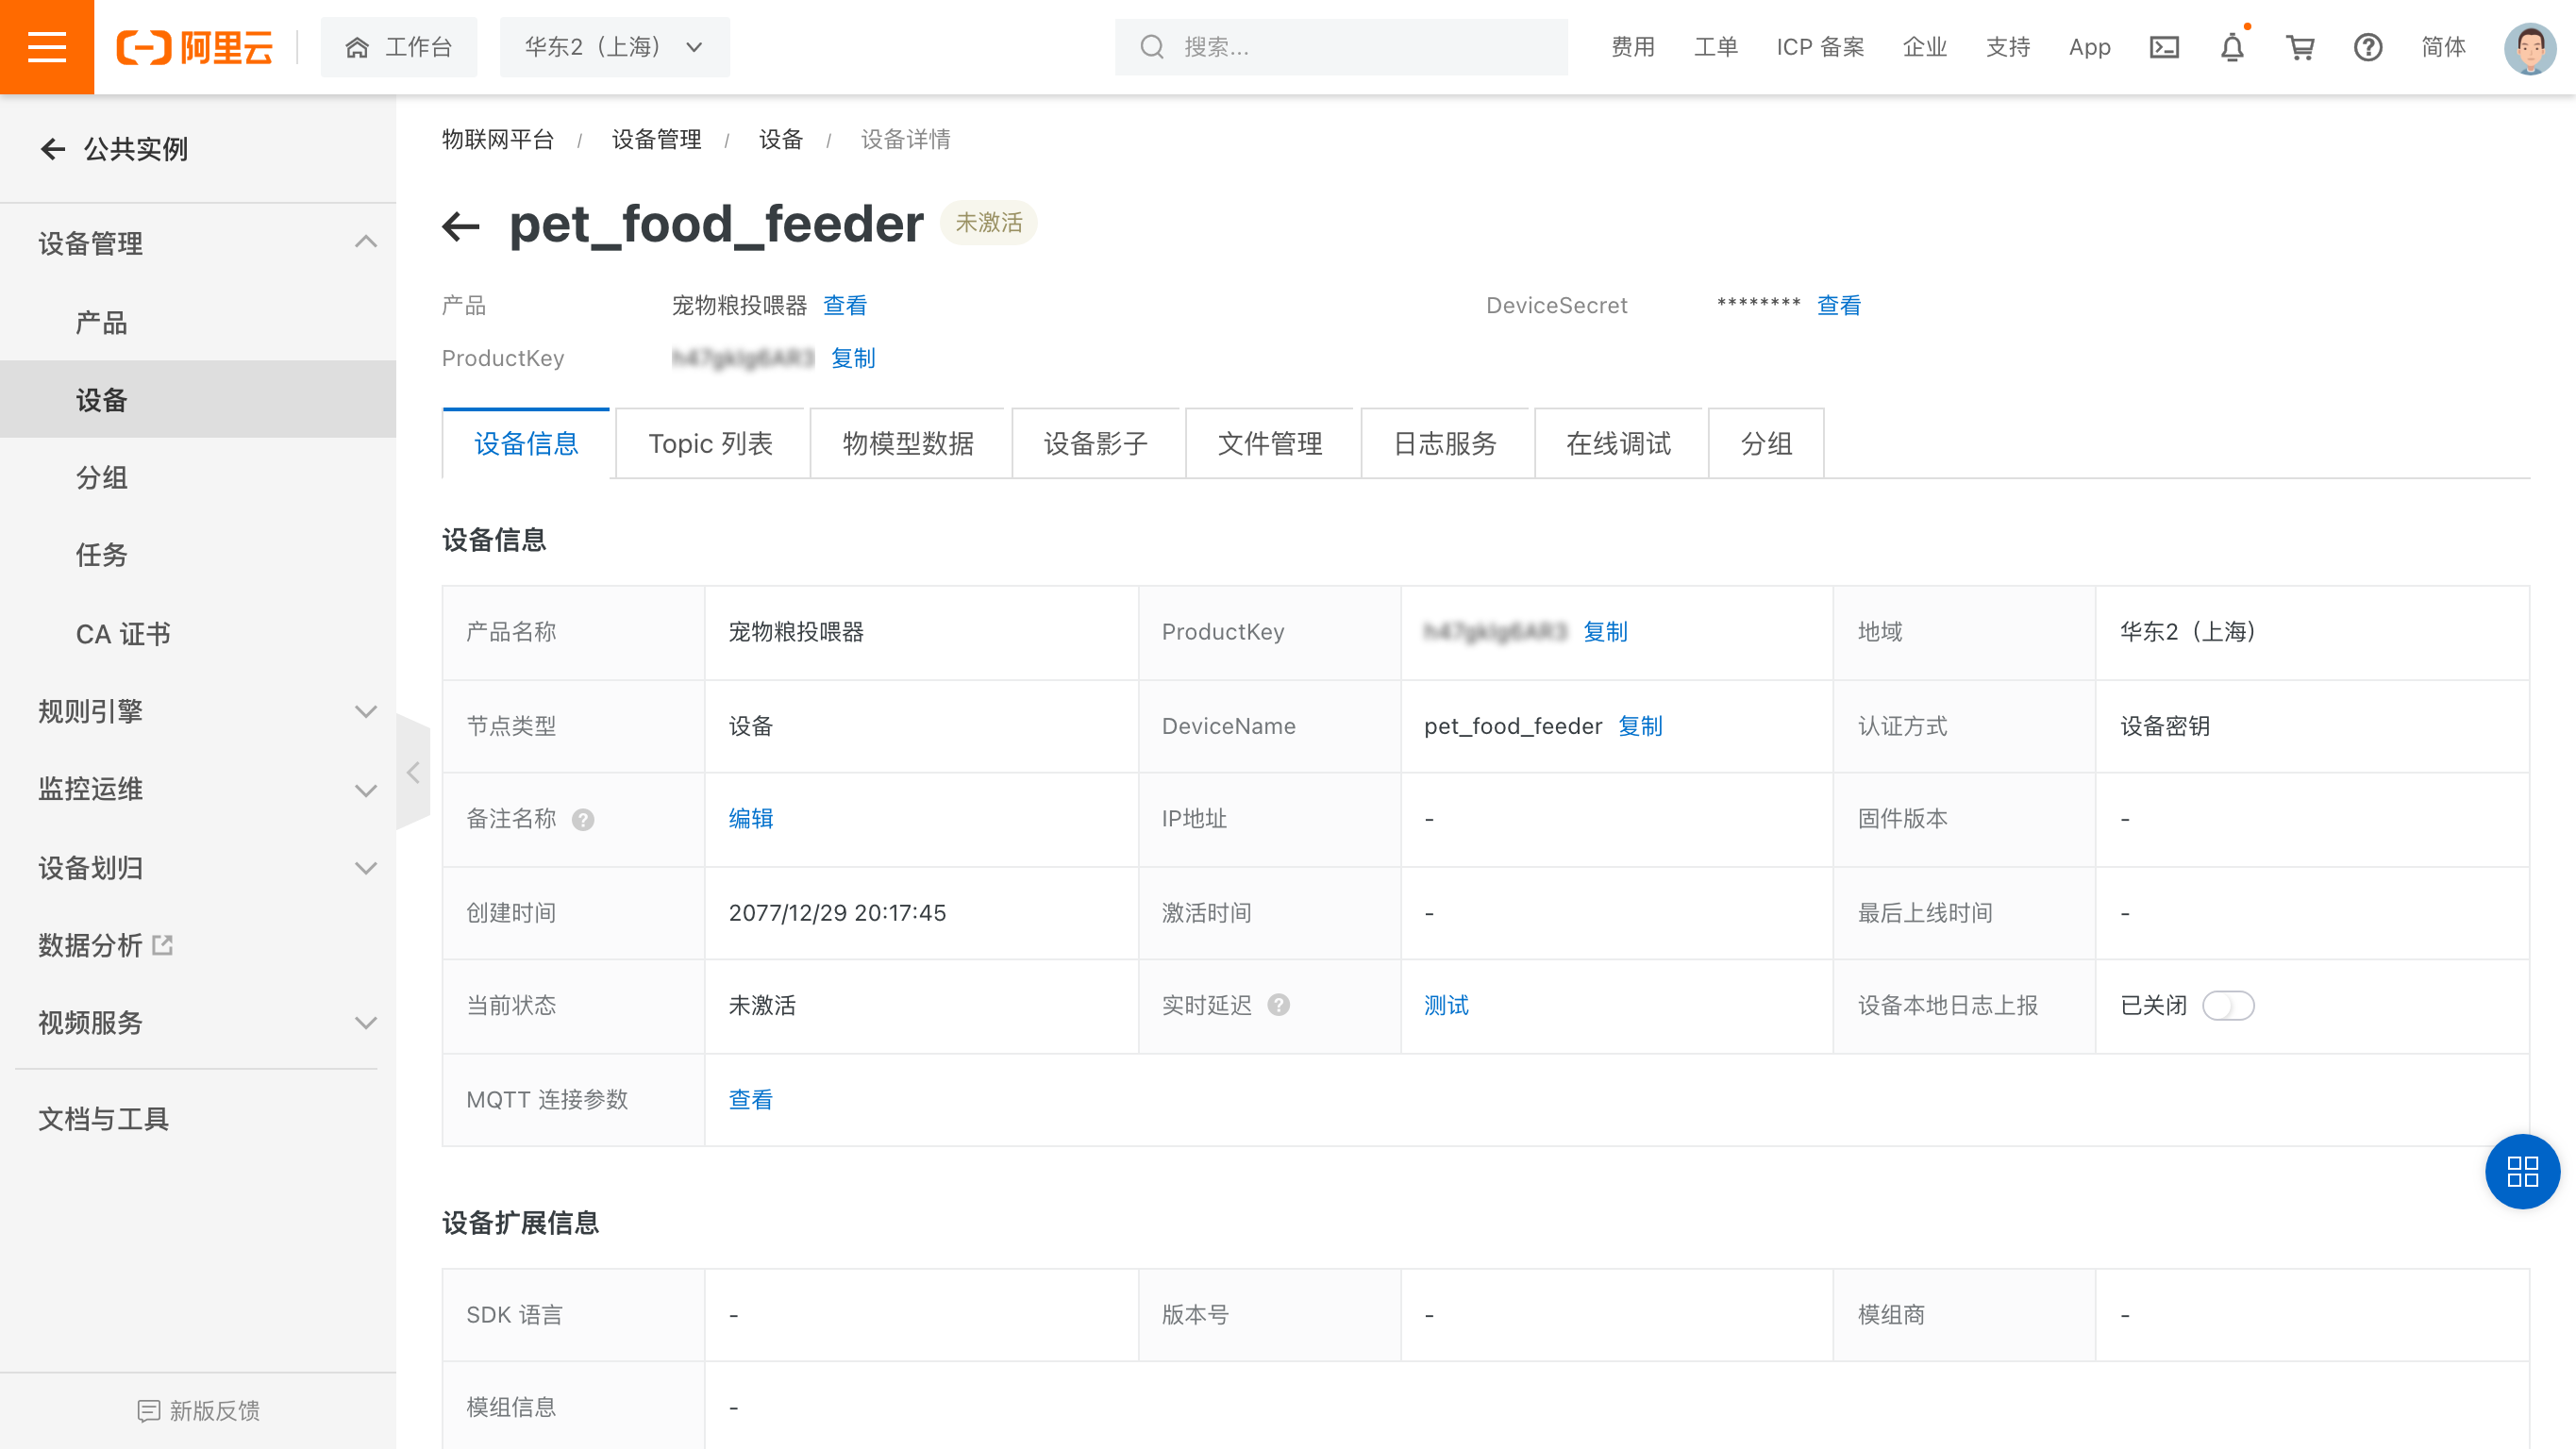 阿里云
工作台
华东2（上海）
搜索...
费用
工单
ICP 备案
企业
支持
App
简体
公共实例
设备管理
产品
设备
分组
任务
CA 证书
规则引擎
监控运维
设备划归
数据分析
视频服务
文档与工具
新版反馈
物联网平台 / 设备管理 / 设备 / 设备详情
pet_food_feeder 未激活
产品 宠物粮投喂器 查看 DeviceSecret ******** 查看
ProductKey 复制
设备信息 Topic 列表 物模型数据 设备影子 文件管理 日志服务 在线调试 分组
设备信息
产品名称 宠物粮投喂器 ProductKey 复制 地域 华东2（上海）
节点类型 设备 DeviceName pet_food_feeder 复制 认证方式 设备密钥
备注名称 编辑 IP地址 - 固件版本 -
创建时间 2077/12/29 20:17:45 激活时间 - 最后上线时间 -
当前状态 未激活 实时延迟 测试 设备本地日志上报 已关闭
MQTT 连接参数 查看
设备扩展信息
SDK 语言 - 版本号 - 模组商 -
模组信息 -